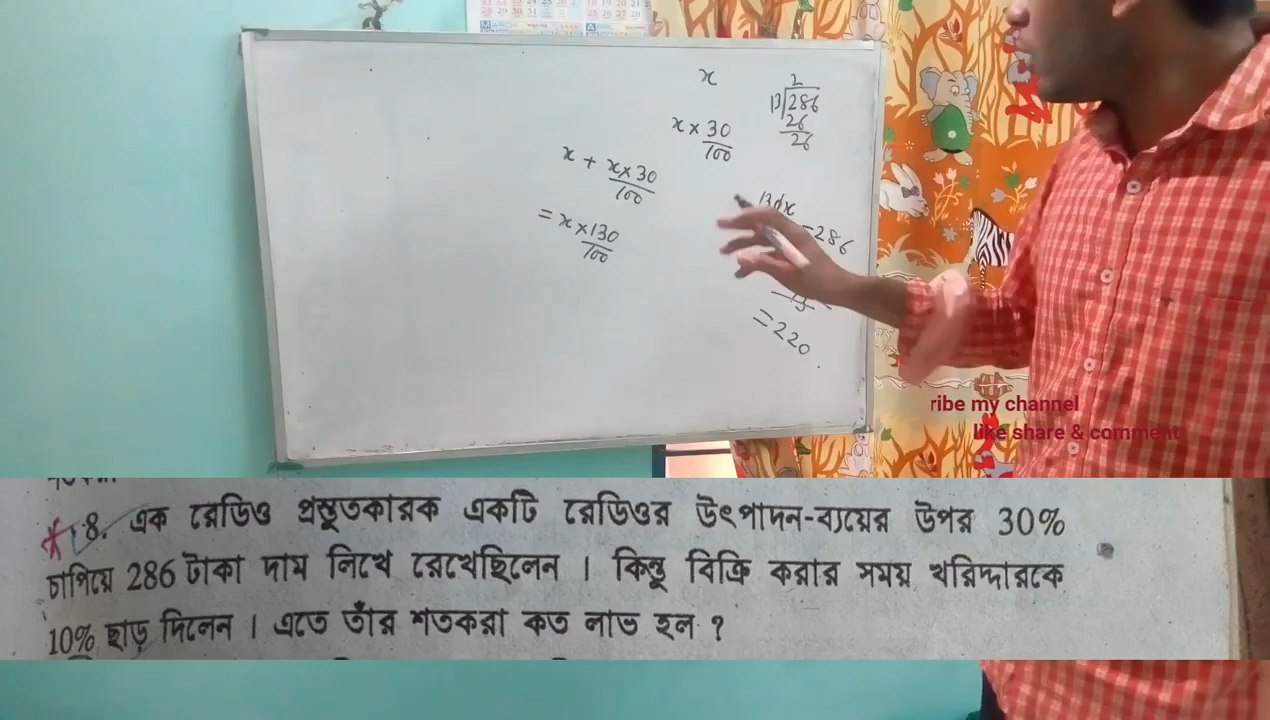 x
2
13)286
26
26
x × 30
100
x + x×30
100
= x×130
100
=286
= 220
ribe my channel
like share & comment
18. এক রেডিও প্রস্তুতকারক একটি রেডিওর উৎপাদন-ব্যয়ের উপর 30%
চাপিয়ে 286 টাকা দাম লিখে রেখেছিলেন । কিন্তু বিক্রি করার সময় খরিদ্দারকে
10% ছাড় দিলেন । এতে তাঁর শতকরা কত লাভ হল ?